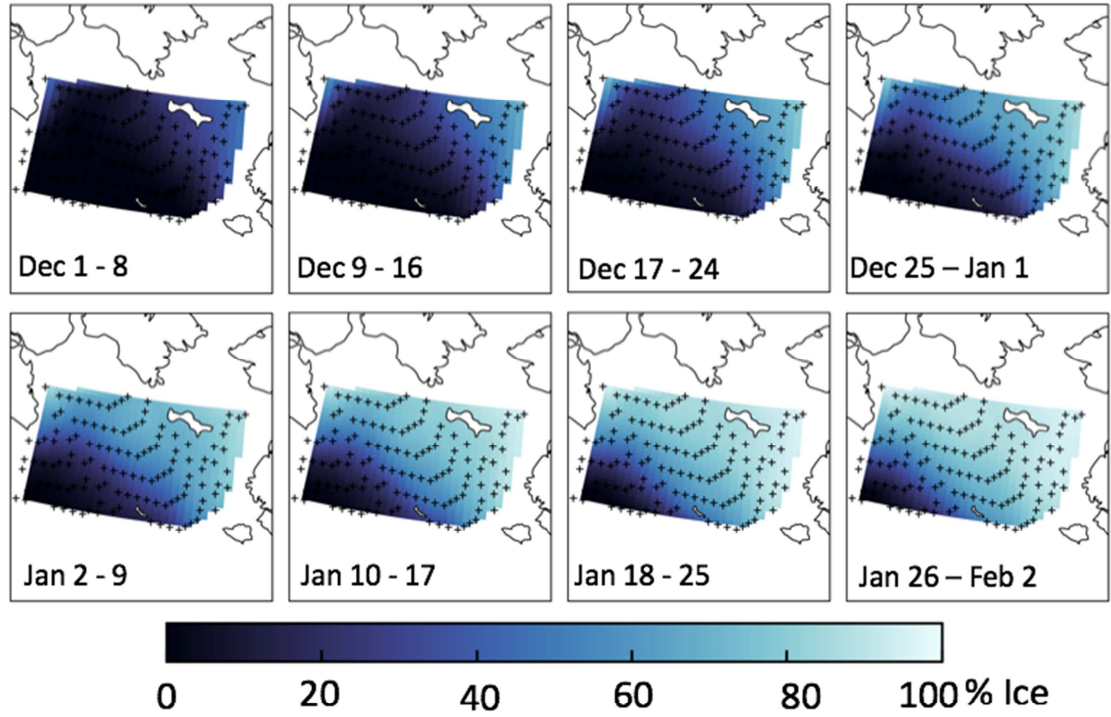 Dec 1 - 8
Dec 9 - 16
Dec 17 - 24
Dec 25 – Jan 1
Jan 2 - 9
Jan 10 - 17
Jan 18 - 25
Jan 26 – Feb 2
0 20 40 60 80 100 % Ice